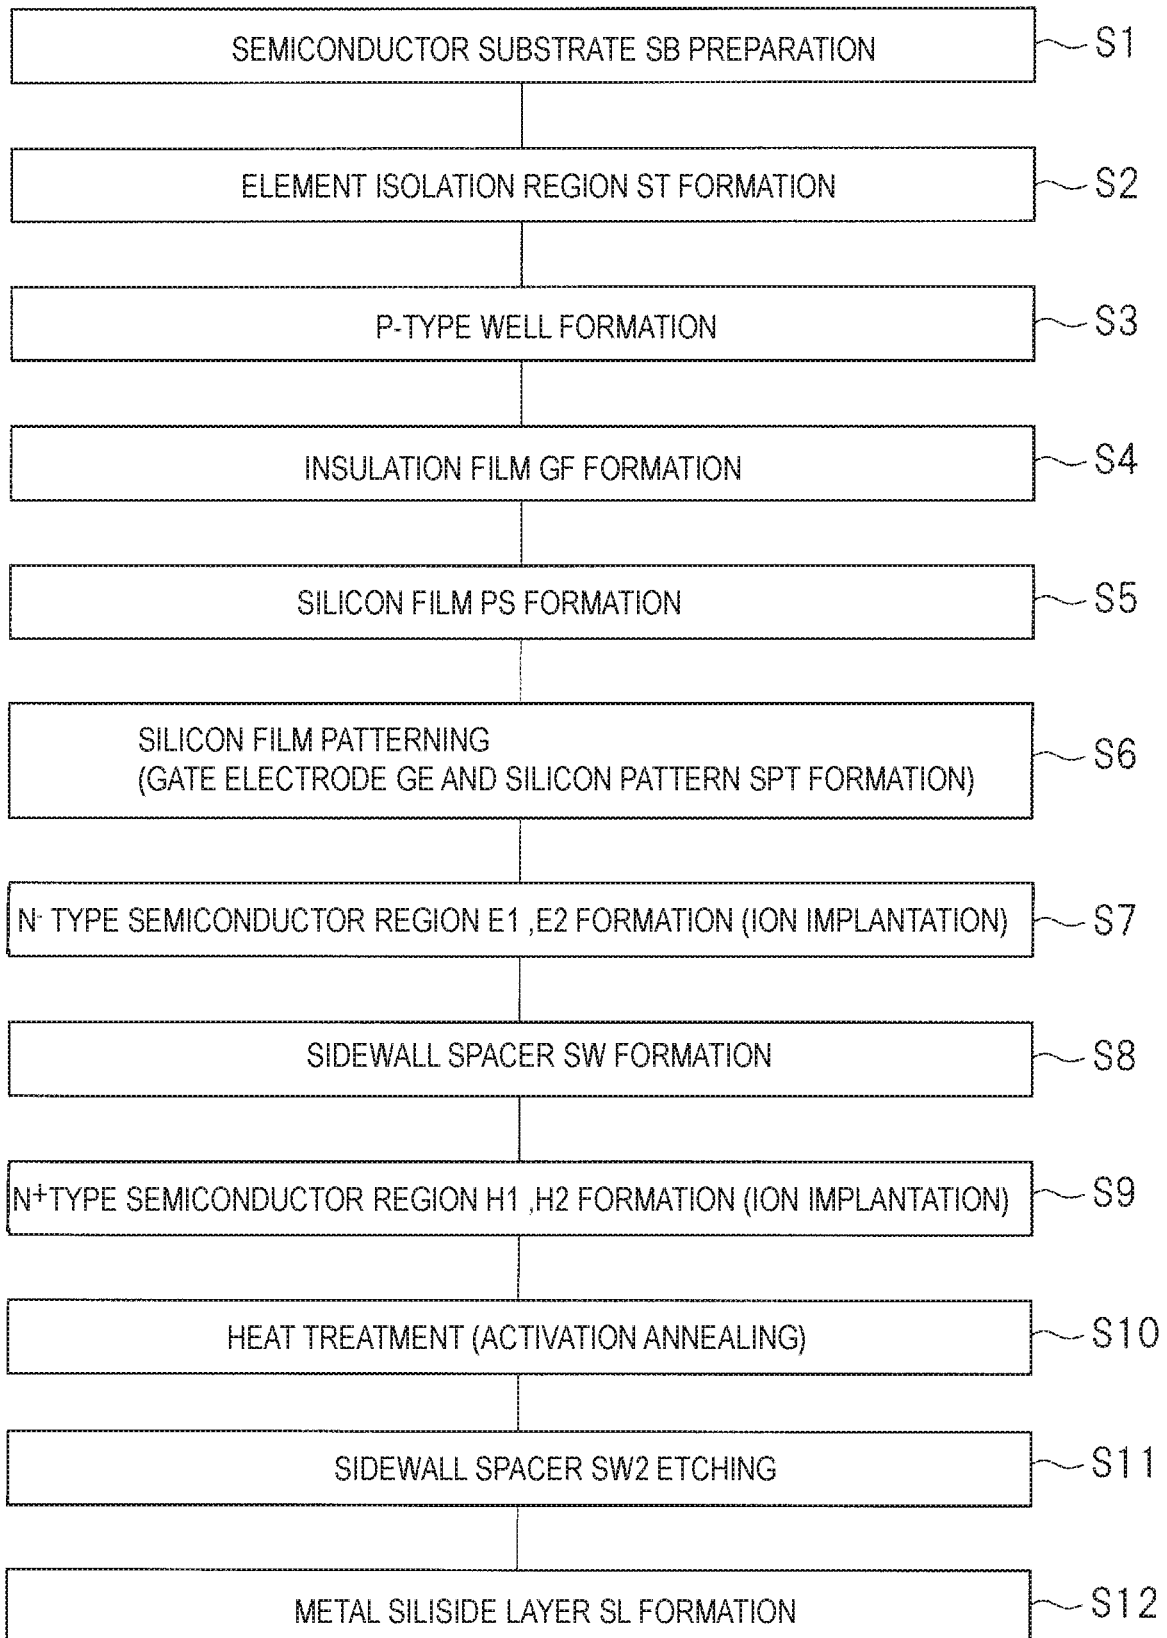 SEMICONDUCTOR SUBSTRATE SB PREPARATION S1
ELEMENT ISOLATION REGION ST FORMATION S2
P-TYPE WELL FORMATION S3
INSULATION FILM GF FORMATION S4
SILICON FILM PS FORMATION S5
SILICON FILM PATTERNING
(GATE ELECTRODE GE AND SILICON PATTERN SPT FORMATION) S6
N- TYPE SEMICONDUCTOR REGION E1 ,E2 FORMATION (ION IMPLANTATION) S7
SIDEWALL SPACER SW FORMATION S8
N+TYPE SEMICONDUCTOR REGION H1 ,H2 FORMATION (ION IMPLANTATION) S9
HEAT TREATMENT (ACTIVATION ANNEALING) S10
SIDEWALL SPACER SW2 ETCHING S11
METAL SILISIDE LAYER SL FORMATION S12